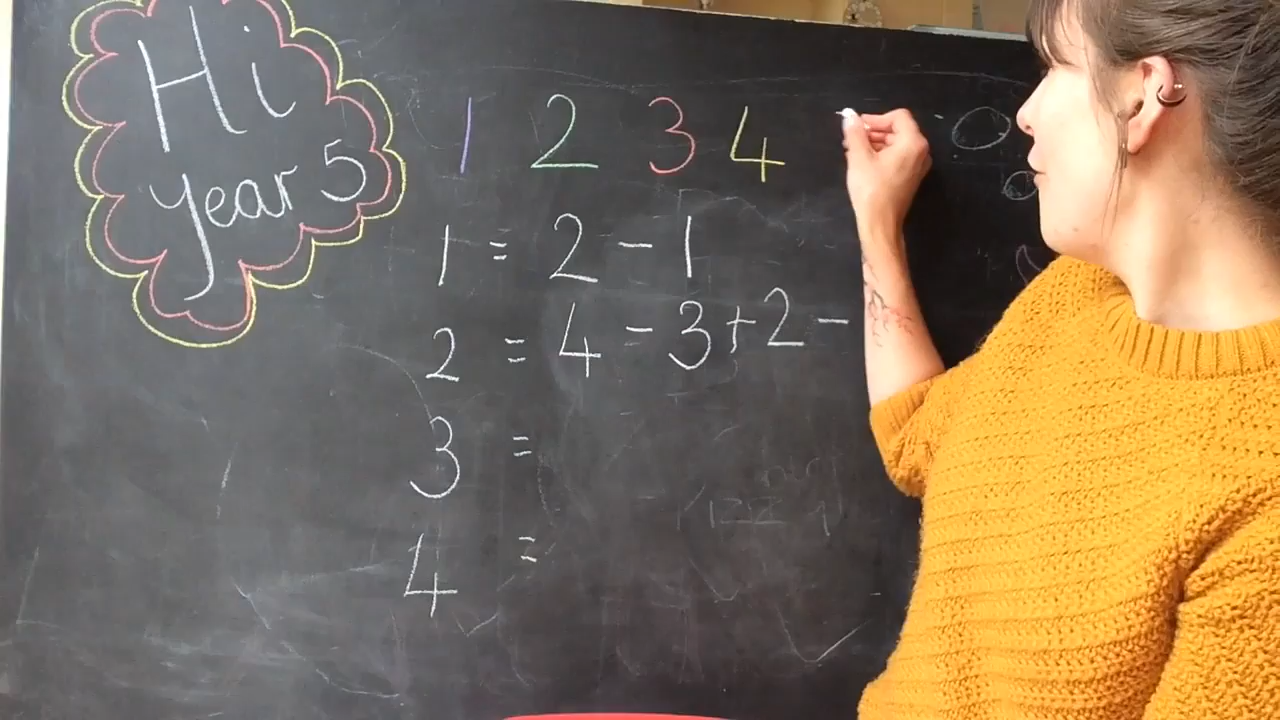 Hi
year 5
1 2 3 4
1 = 2 - 1
2 = 4 - 3 + 2 -
3 =
4 =